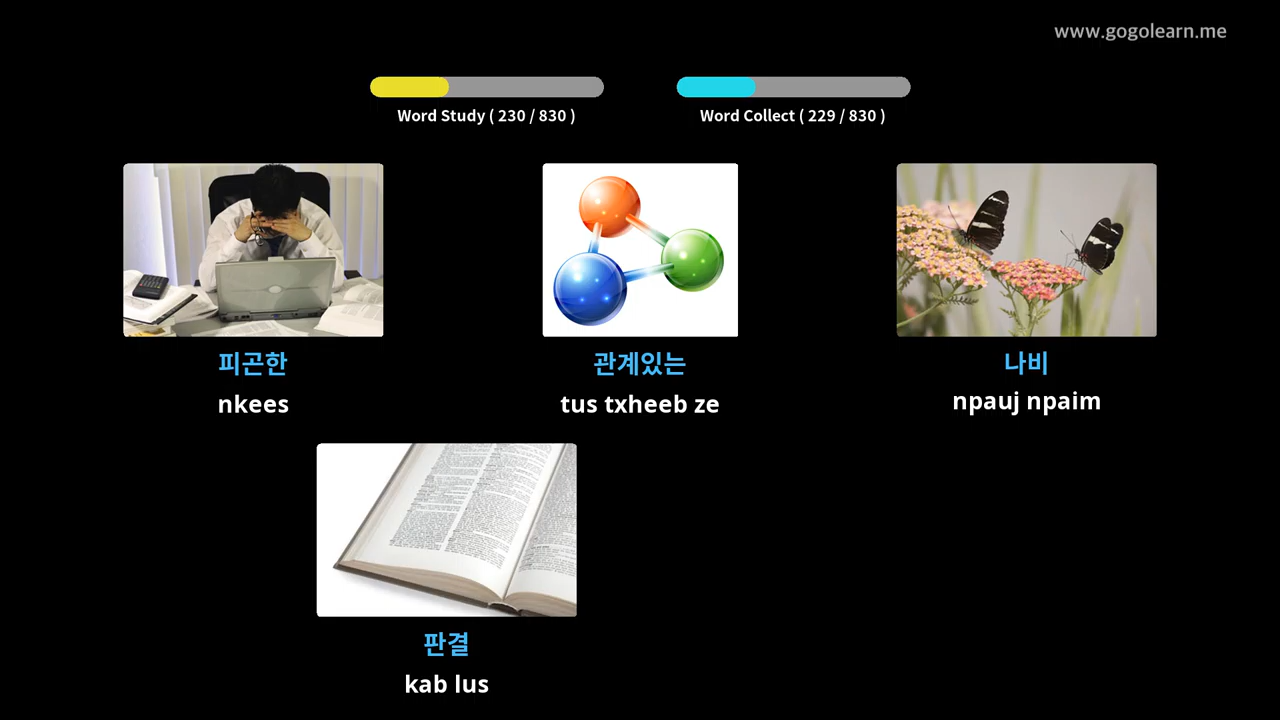 www.gogolearn.me
Word Study ( 230 / 830 )
Word Collect ( 229 / 830 )
피곤한
nkees
관계있는
tus txheeb ze
나비
npauj npaim
판결
kab lus